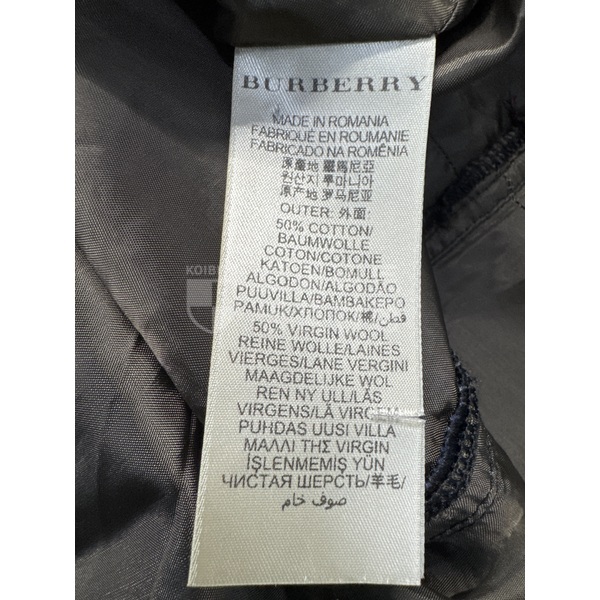 BURBERRY
MADE IN ROMANIA
FABRIQUÉ EN ROUMANIE
FABRICADO NA ROMÊNIA
原產地 羅馬尼亞
원산지 루마니아
原产地 罗马尼亚
OUTER: 外面:
50% COTTON/
BAUMWOLLE
COTON/COTONE
KATOEN/BOMULL
ALGODON/ALGODÃO
PUUVILLA/ΒΑΜΒΑΚΕΡΟ
PAMUK/ХЛОПОК/棉/قطن/
50% VIRGIN WOOL
REINE WOLLE/LAINES
VIERGES/LANE VERGINI
MAAGDELIJKE WOL
REN NY ULL/LÃS
VIRGENS/LÃ VIRGEM
PUHDAS UUSI VILLA
ΜΑΛΛΙ ΤΗΣ VIRGIN
İŞLENMEMİŞ YÜN
ЧИСТАЯ ШЕРСТЬ/羊毛/
صوف خام